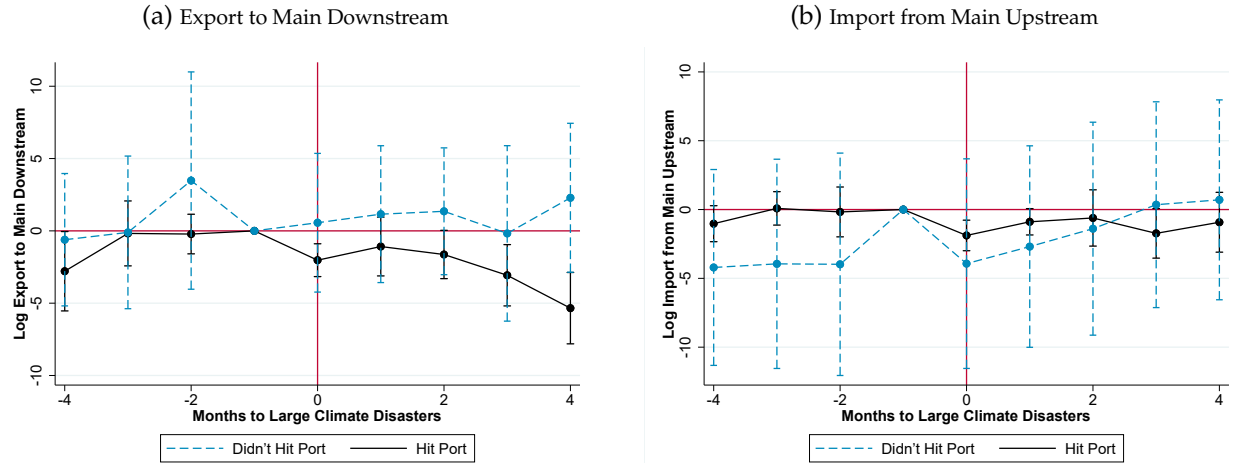 (a) Export to Main Downstream
Log Export to Main Downstream
10
5
0
-5
-10
-4
-2
0
2
4
Months to Large Climate Disasters
Didn't Hit Port
Hit Port
(b) Import from Main Upstream
Log Import from Main Upstream
10
5
0
-5
-10
-4
-2
0
2
4
Months to Large Climate Disasters
Didn't Hit Port
Hit Port